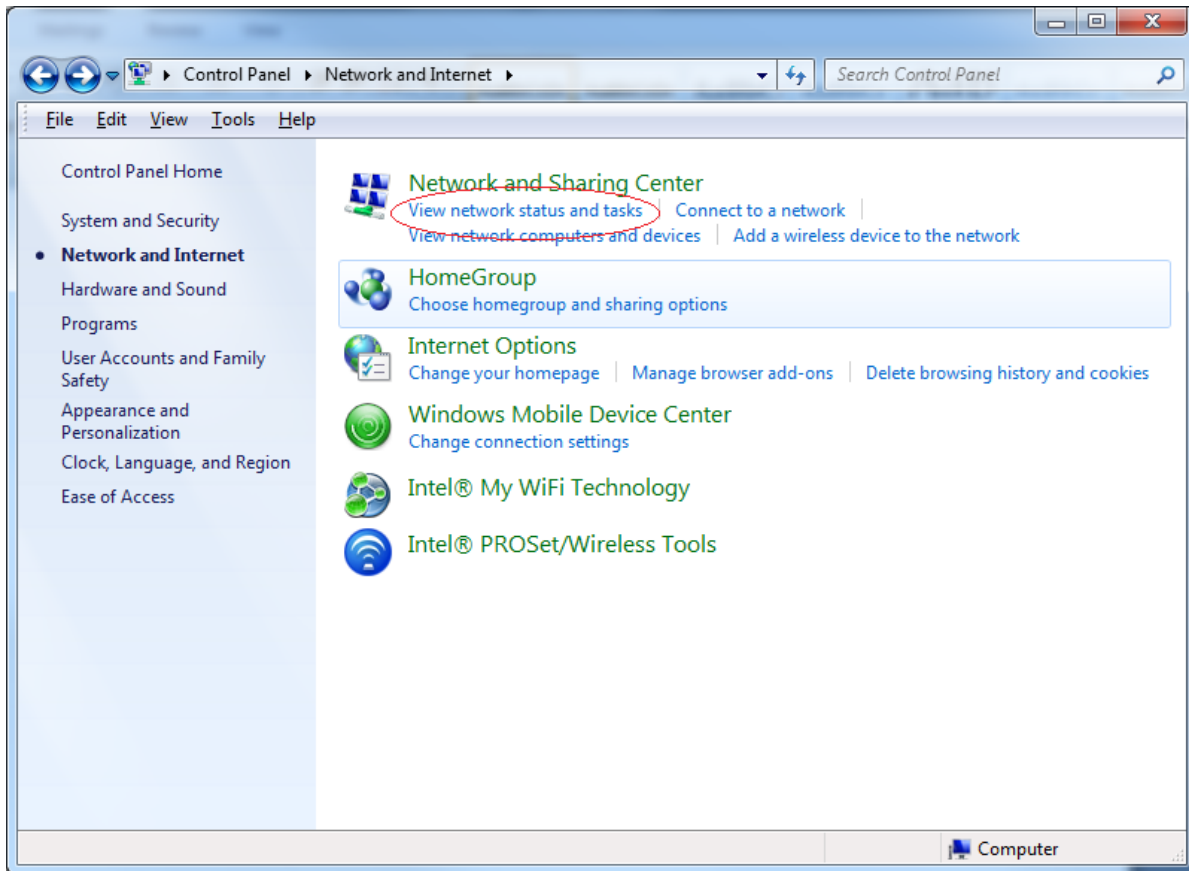 Control Panel Network and Internet Search Control Panel
File Edit View Tools Help
Control Panel Home
System and Security
Network and Internet
Hardware and Sound
Programs
User Accounts and Family
Safety
Appearance and
Personalization
Clock, Language, and Region
Ease of Access
Network and Sharing Center
View network status and tasks Connect to a network
View network computers and devices Add a wireless device to the network
HomeGroup
Choose homegroup and sharing options
Internet Options
Change your homepage Manage browser add-ons Delete browsing history and cookies
Windows Mobile Device Center
Change connection settings
Intel® My WiFi Technology
Intel® PROSet/Wireless Tools
Computer